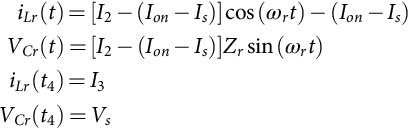 i_{Lr}(t) = [I_2 − (I_{on} − I_s)] cos (ω_r t) − (I_{on} − I_s)
V_{Cr}(t) = [I_2 − (I_{on} − I_s)] Z_r sin (ω_r t)
i_{Lr}(t_4) = I_3
V_{Cr}(t_4) = V_s